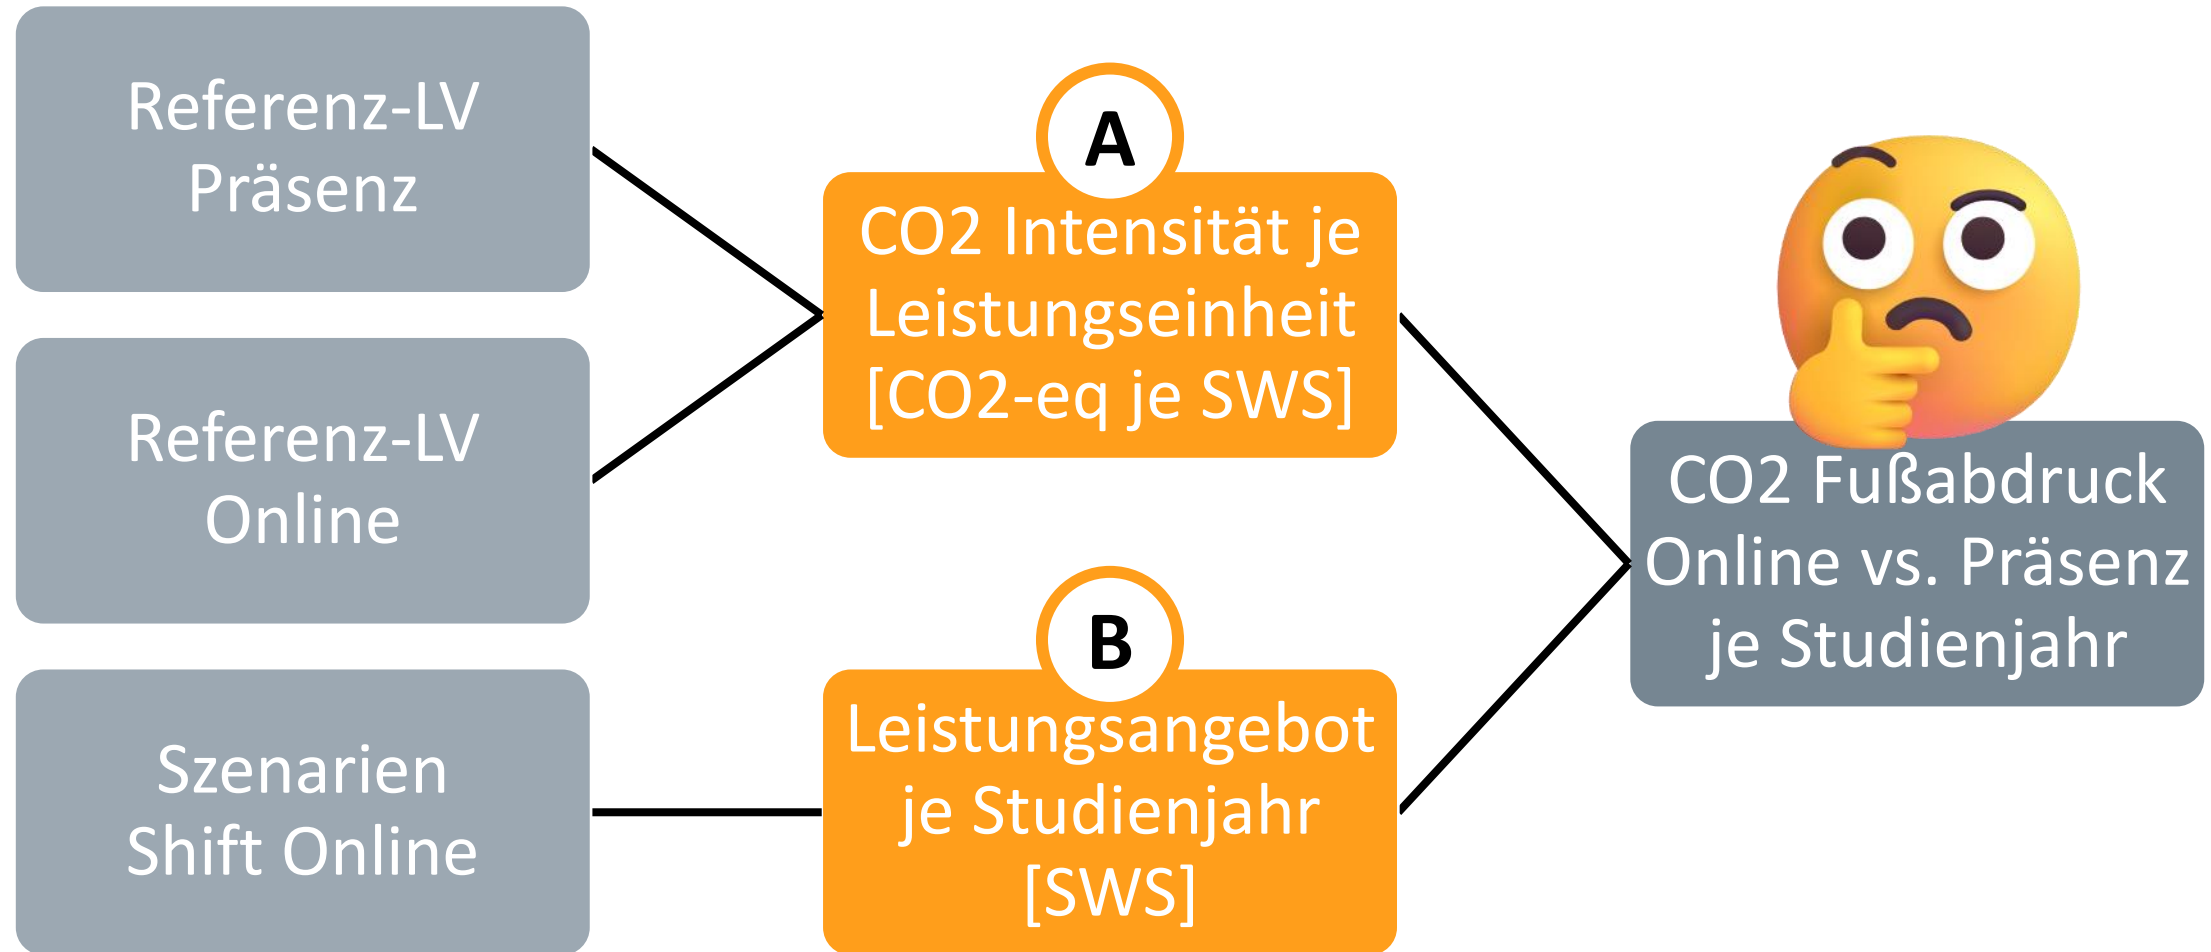 Referenz-LV
Präsenz
Referenz-LV
Online
Szenarien
Shift Online
A
CO2 Intensität je
Leistungseinheit
[CO2-eq je SWS]
B
Leistungsangebot
je Studienjahr
[SWS]
CO2 Fußabdruck
Online vs. Präsenz
je Studienjahr